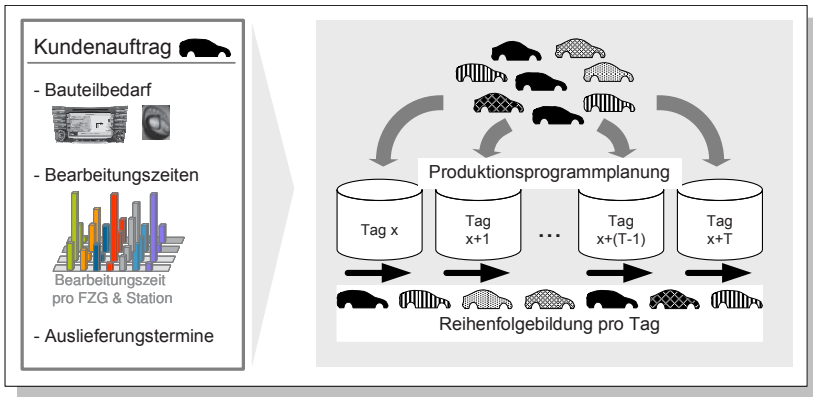 Kundenauftrag
- Bauteilbedarf
- Bearbeitungszeiten
Bearbeitungszeit
pro FZG & Station
- Auslieferungstermine
Produktionsprogrammplanung
Tag x
Tag
x+1
...
Tag
x+(T-1)
Tag
x+T
Reihenfolgebildung pro Tag